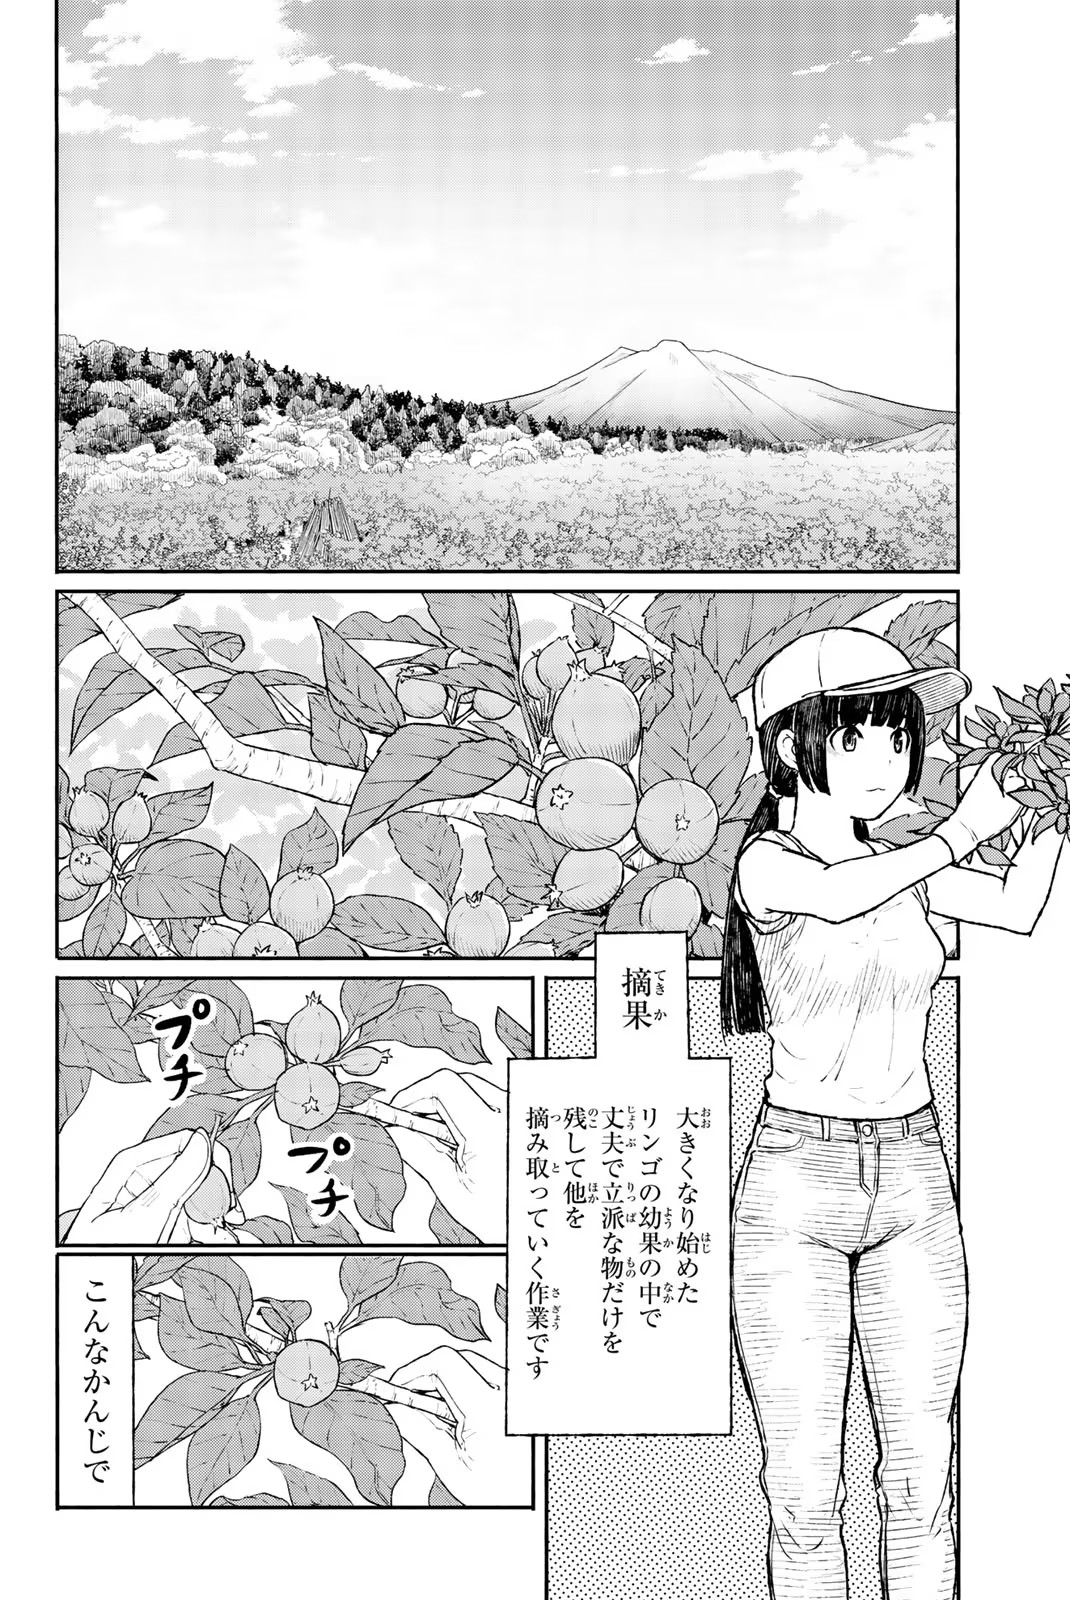 摘果
大きくなり始めた
リンゴの幼果の中で
丈夫で立派な物だけを
残して他を
摘み取っていく作業です
プチ
プチ
こんなかんじで